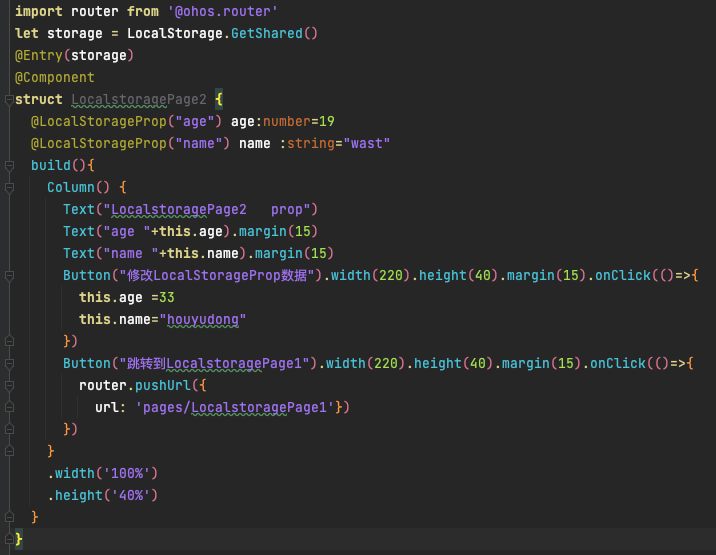 import router from '@ohos.router'
let storage = LocalStorage.GetShared()
@Entry(storage)
@Component
struct LocalstoragePage2 {
  @LocalStorageProp("age") age:number=19
  @LocalStorageProp("name") name :string="wast"
  build(){
    Column() {
      Text("LocalstoragePage2   prop")
      Text("age "+this.age).margin(15)
      Text("name "+this.name).margin(15)
      Button("修改LocalStorageProp数据").width(220).height(40).margin(15).onClick(()=>{
        this.age =33
        this.name="houyudong"
      })
      Button("跳转到LocalstoragePage1").width(220).height(40).margin(15).onClick(()=>{
        router.pushUrl({
          url: 'pages/LocalstoragePage1'})
      })
    }
    .width('100%')
    .height('40%')
  }
}